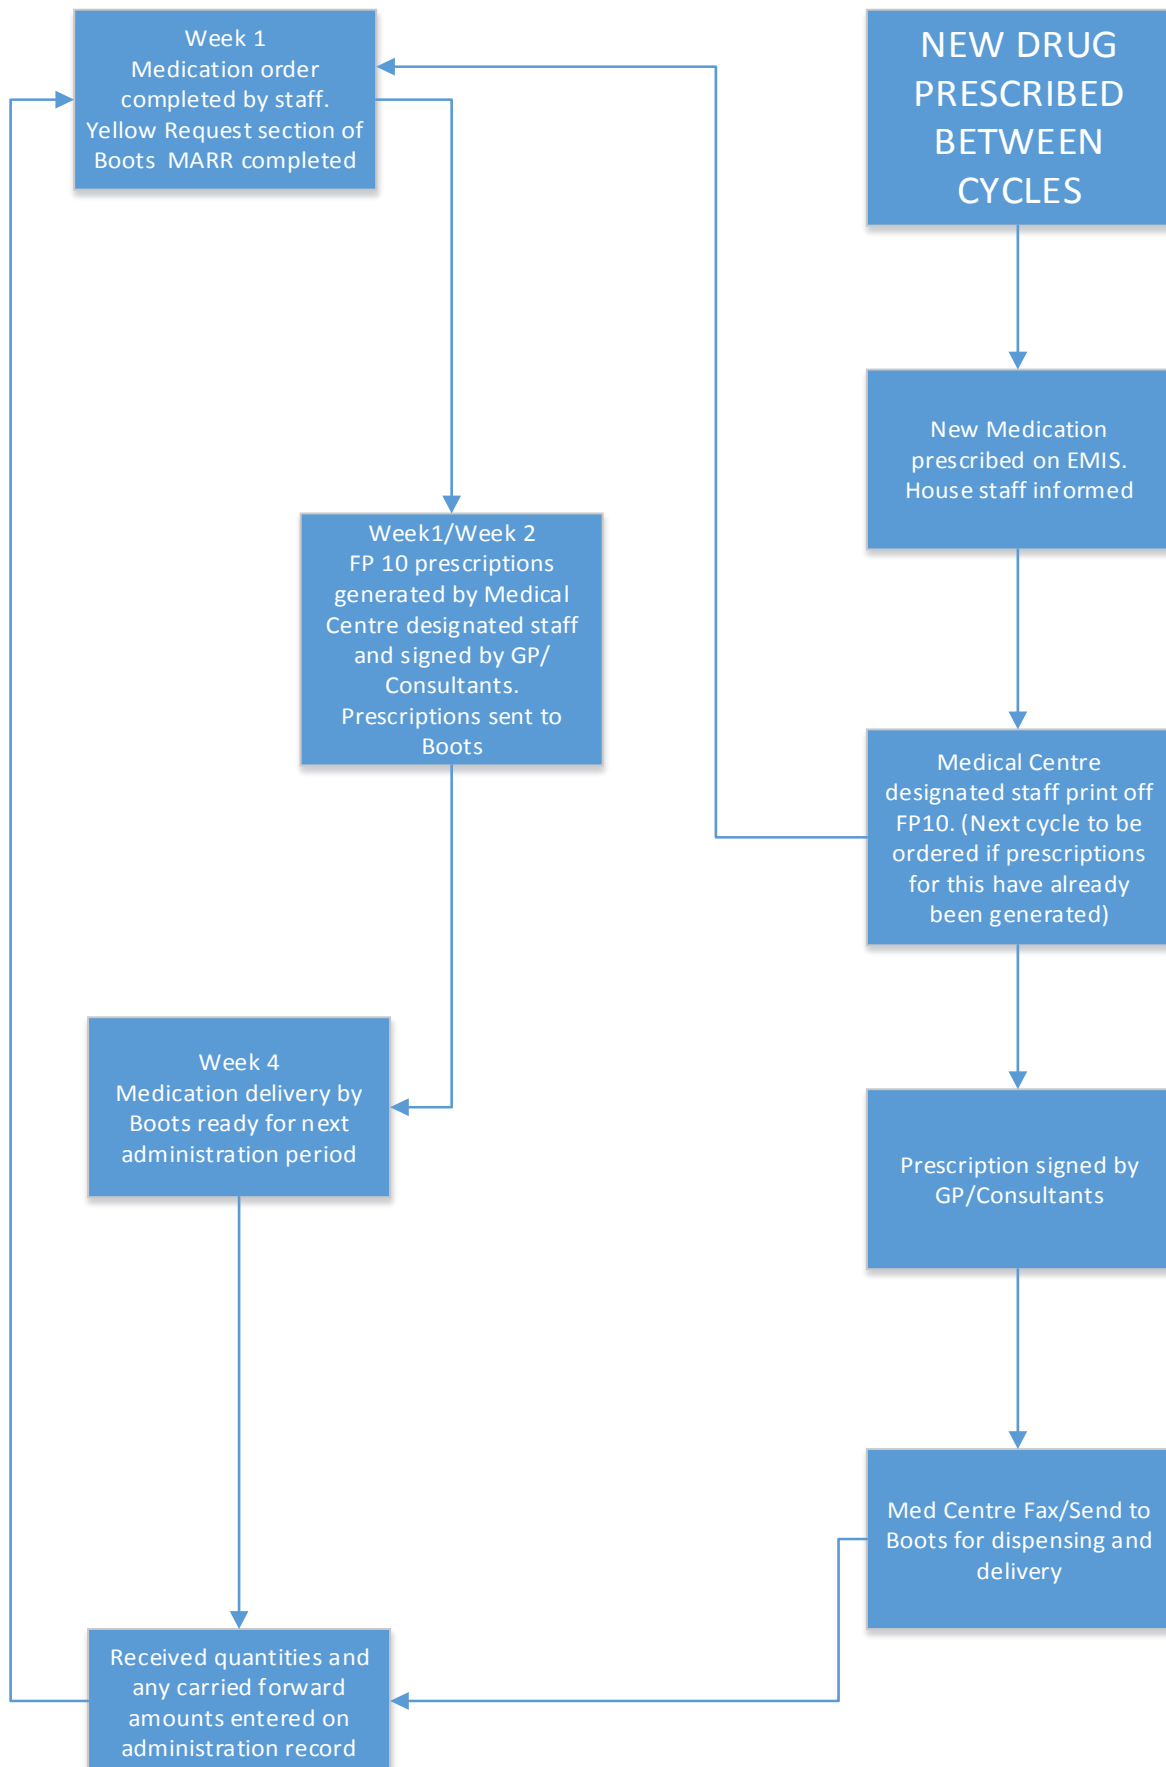 Week 1
Medication order
completed by staff.
Yellow Request section of
Boots  MARR completed
NEW DRUG
PRESCRIBED
BETWEEN
CYCLES
New Medication
prescribed on EMIS.
House staff informed
Week1/Week 2
FP 10 prescriptions
generated by Medical
Centre designated staff
and signed by GP/
Consultants.
Prescriptions sent to
Boots
Medical Centre
designated staff print off
FP10. (Next cycle to be
ordered if prescriptions
for this have already
been generated)
Week 4
Medication delivery by
Boots ready for next
administration period
Prescription signed by
GP/Consultants
Med Centre Fax/Send to
Boots for dispensing and
delivery
Received quantities and
any carried forward
amounts entered on
administration record